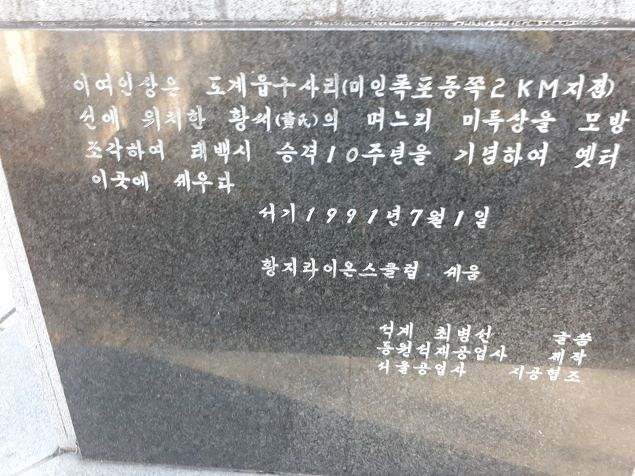 이여인상은 도계읍구사리(미인폭포동쪽2KM지점)
선에 위치한 황씨(黃氏)의 며느리 미륵상을 모방
조각하여 태백시 승격10주년을 기념하여 옛터
이곳에 세우다
서기1991년7월1일
황지라이온스클럽 세움
석계 최병선 글씀
동원석재공업사 제작
서울공업사 시공협조